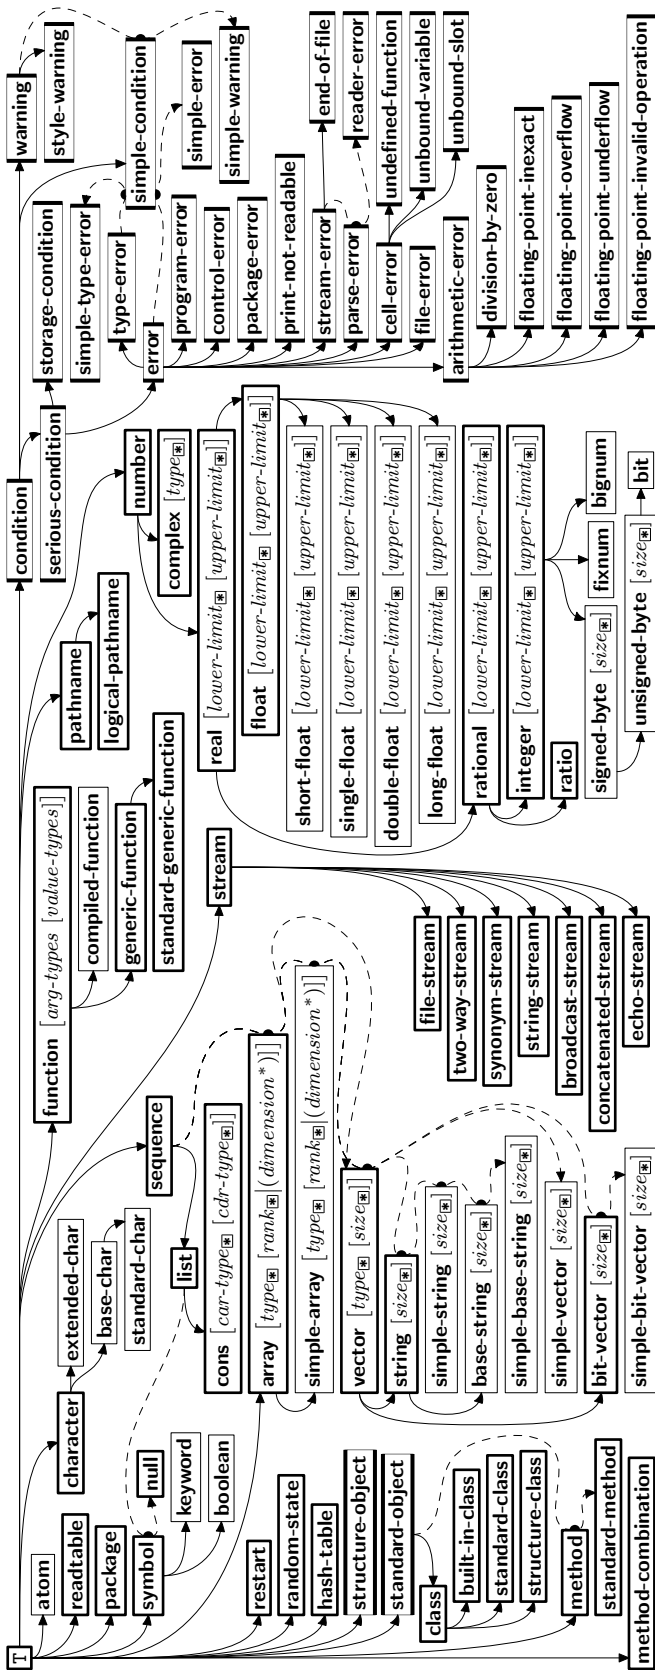 T
atom
readtable
package
symbol
null
keyword
boolean
restart
random-state
hash-table
structure-object
standard-object
class
built-in-class
standard-class
structure-class
method
standard-method
method-combination
character
extended-char
base-char
standard-char
sequence
list
cons [car-type* [cdr-type*]]
array [type* [rank*|(dimension*)]]
simple-array [type* [rank*|(dimension*)]]
vector [type* [size*]]
string [size*]
simple-string [size*]
base-string [size*]
simple-base-string [size*]
simple-vector [size*]
bit-vector [size*]
simple-bit-vector [size*]
function [arg-types [value-types]]
compiled-function
generic-function
standard-generic-function
stream
file-stream
two-way-stream
synonym-stream
string-stream
broadcast-stream
concatenated-stream
echo-stream
pathname
logical-pathname
number
complex [type*]
real [lower-limit* [upper-limit*]]
float [lower-limit* [upper-limit*]]
short-float [lower-limit* [upper-limit*]]
single-float [lower-limit* [upper-limit*]]
double-float [lower-limit* [upper-limit*]]
long-float [lower-limit* [upper-limit*]]
rational [lower-limit* [upper-limit*]]
integer [lower-limit* [upper-limit*]]
ratio
signed-byte [size*]
fixnum
bignum
unsigned-byte [size*]
bit
condition
serious-condition
storage-condition
simple-type-error
type-error
error
program-error
control-error
package-error
print-not-readable
stream-error
parse-error
cell-error
file-error
arithmetic-error
warning
style-warning
simple-condition
simple-error
simple-warning
end-of-file
reader-error
undefined-function
unbound-variable
unbound-slot
division-by-zero
floating-point-inexact
floating-point-overflow
floating-point-underflow
floating-point-invalid-operation